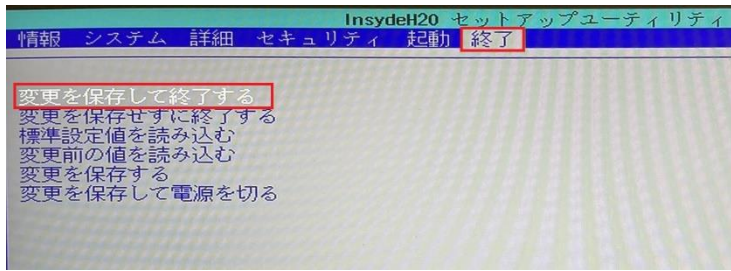 InsydeH20 セットアップユーティリティ
情報 システム 詳細 セキュリティ 起動 終了
変更を保存して終了する
変更を保存せずに終了する
標準設定値を読み込む
変更前の値を読み込む
変更を保存する
変更を保存して電源を切る